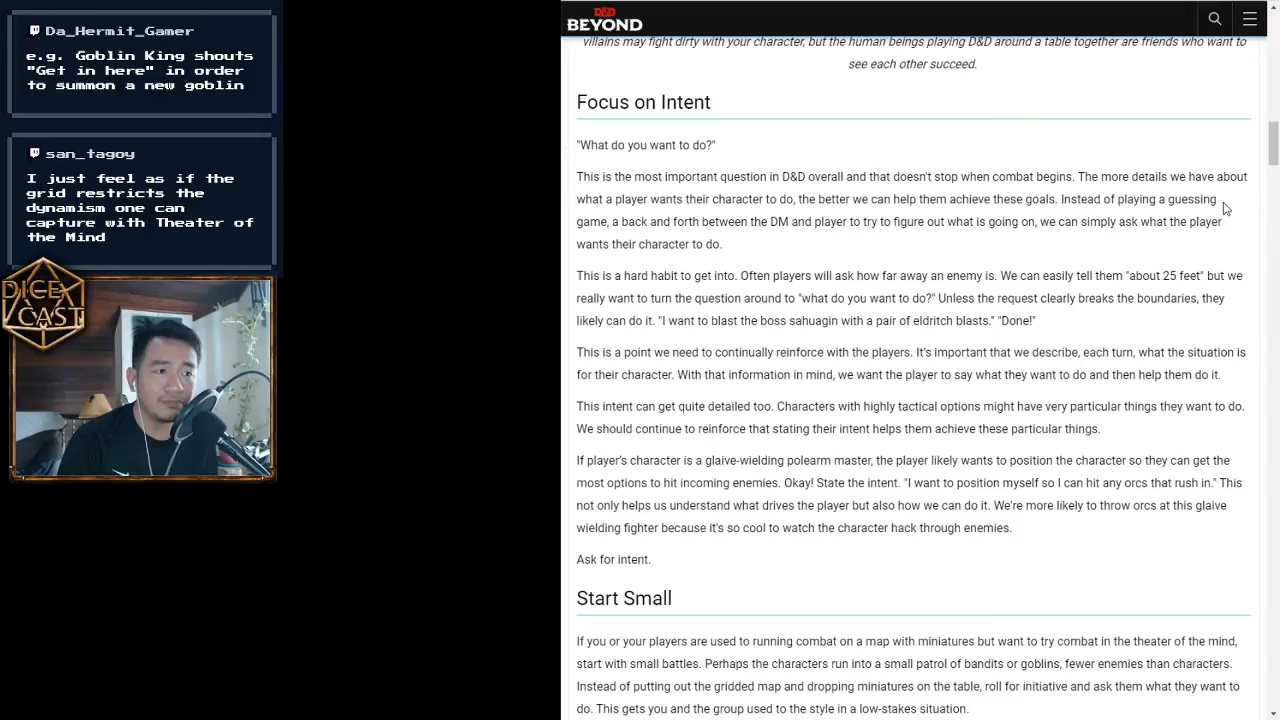 Da_Hermit_Gamer
e.g. Goblin King shouts
"Get in here" in order
to summon a new goblin
san_tagoy
I just feel as if the
grid restricts the
dynamism one can
capture with Theater of
the Mind
DICE
CAST
D&D
BEYOND
villains may fight dirty with your character, but the human beings playing D&D around a table together are friends who want to
see each other succeed.
Focus on Intent
"What do you want to do?"
This is the most important question in D&D overall and that doesn't stop when combat begins. The more details we have about
what a player wants their character to do, the better we can help them achieve these goals. Instead of playing a guessing
game, a back and forth between the DM and player to try to figure out what is going on, we can simply ask what the player
wants their character to do.
This is a hard habit to get into. Often players will ask how far away an enemy is. We can easily tell them "about 25 feet" but we
really want to turn the question around to "what do you want to do?" Unless the request clearly breaks the boundaries, they
likely can do it. "I want to blast the boss sahuagin with a pair of eldritch blasts." "Done!"
This is a point we need to continually reinforce with the players. It's important that we describe, each turn, what the situation is
for their character. With that information in mind, we want the player to say what they want to do and then help them do it.
This intent can get quite detailed too. Characters with highly tactical options might have very particular things they want to do.
We should continue to reinforce that stating their intent helps them achieve these particular things.
If player's character is a glaive-wielding polearm master, the player likely wants to position the character so they can get the
most options to hit incoming enemies. Okay! State the intent. "I want to position myself so I can hit any orcs that rush in." This
not only helps us understand what drives the player but also how we can do it. We're more likely to throw orcs at this glaive
wielding fighter because it's so cool to watch the character hack through enemies.
Ask for intent.
Start Small
If you or your players are used to running combat on a map with miniatures but want to try combat in the theater of the mind,
start with small battles. Perhaps the characters run into a small patrol of bandits or goblins, fewer enemies than characters.
Instead of putting out the gridded map and dropping miniatures on the table, roll for initiative and ask them what they want to
do. This gets you and the group used to the style in a low-stakes situation.